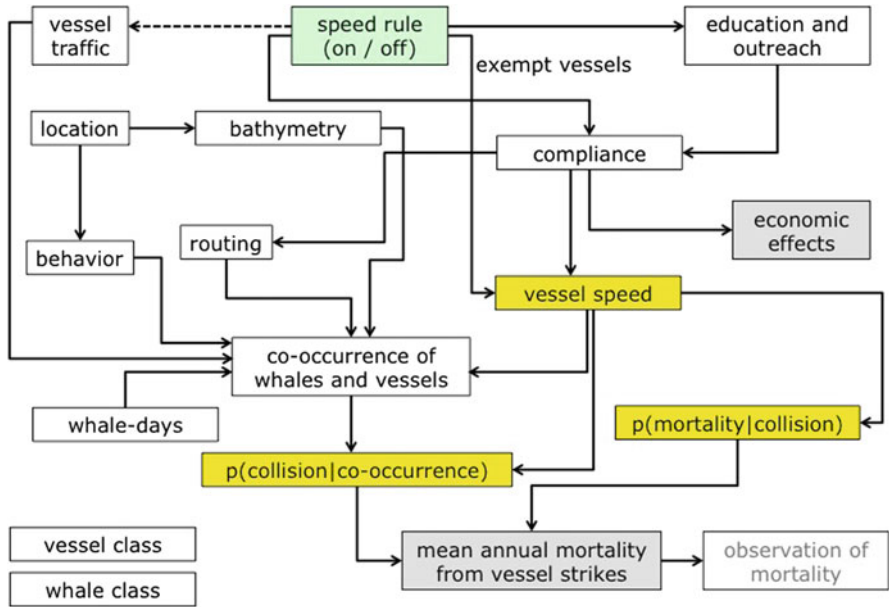 vessel
traffic
speed rule
(on / off)
education and
outreach
exempt vessels
location
bathymetry
compliance
economic
effects
behavior
routing
vessel speed
co-occurrence of
whales and vessels
whale-days
p(mortality|collision)
p(collision|co-occurrence)
vessel class
whale class
mean annual mortality
from vessel strikes
observation of
mortality